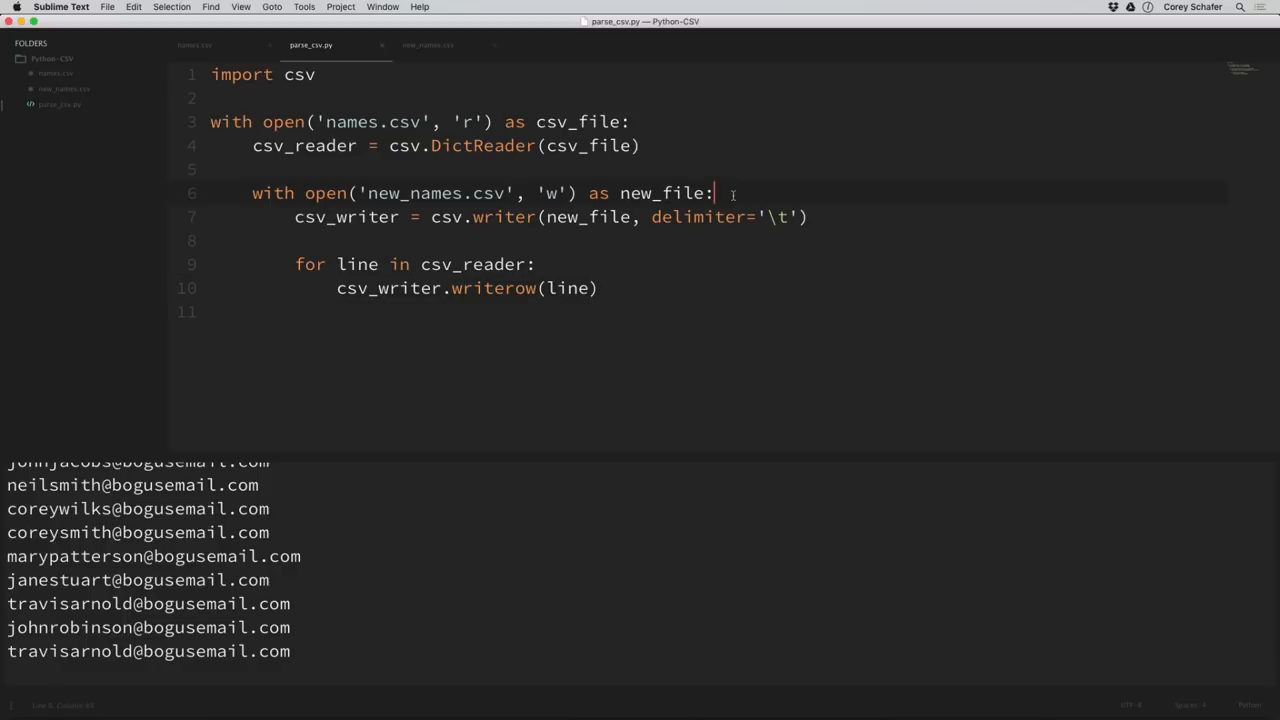 Sublime Text File Edit Selection Find View Goto Tools Project Window Help Corey Schafer
parse_csv.py — Python-CSV
FOLDERS
Python-CSV
names.csv
new_names.csv
parse_csv.py
names.csv parse_csv.py new_names.csv
1 import csv
2
3 with open('names.csv', 'r') as csv_file:
4 csv_reader = csv.DictReader(csv_file)
5
6 with open('new_names.csv', 'w') as new_file:
7 csv_writer = csv.writer(new_file, delimiter='\t')
8
9 for line in csv_reader:
10 csv_writer.writerow(line)
11
johnjacobs@bogusemail.com
neilsmith@bogusemail.com
coreywilks@bogusemail.com
coreysmith@bogusemail.com
marypatterson@bogusemail.com
janestuart@bogusemail.com
travisarnold@bogusemail.com
johnrobinson@bogusemail.com
travisarnold@bogusemail.com
UTF-8 Spaces: 4 Python